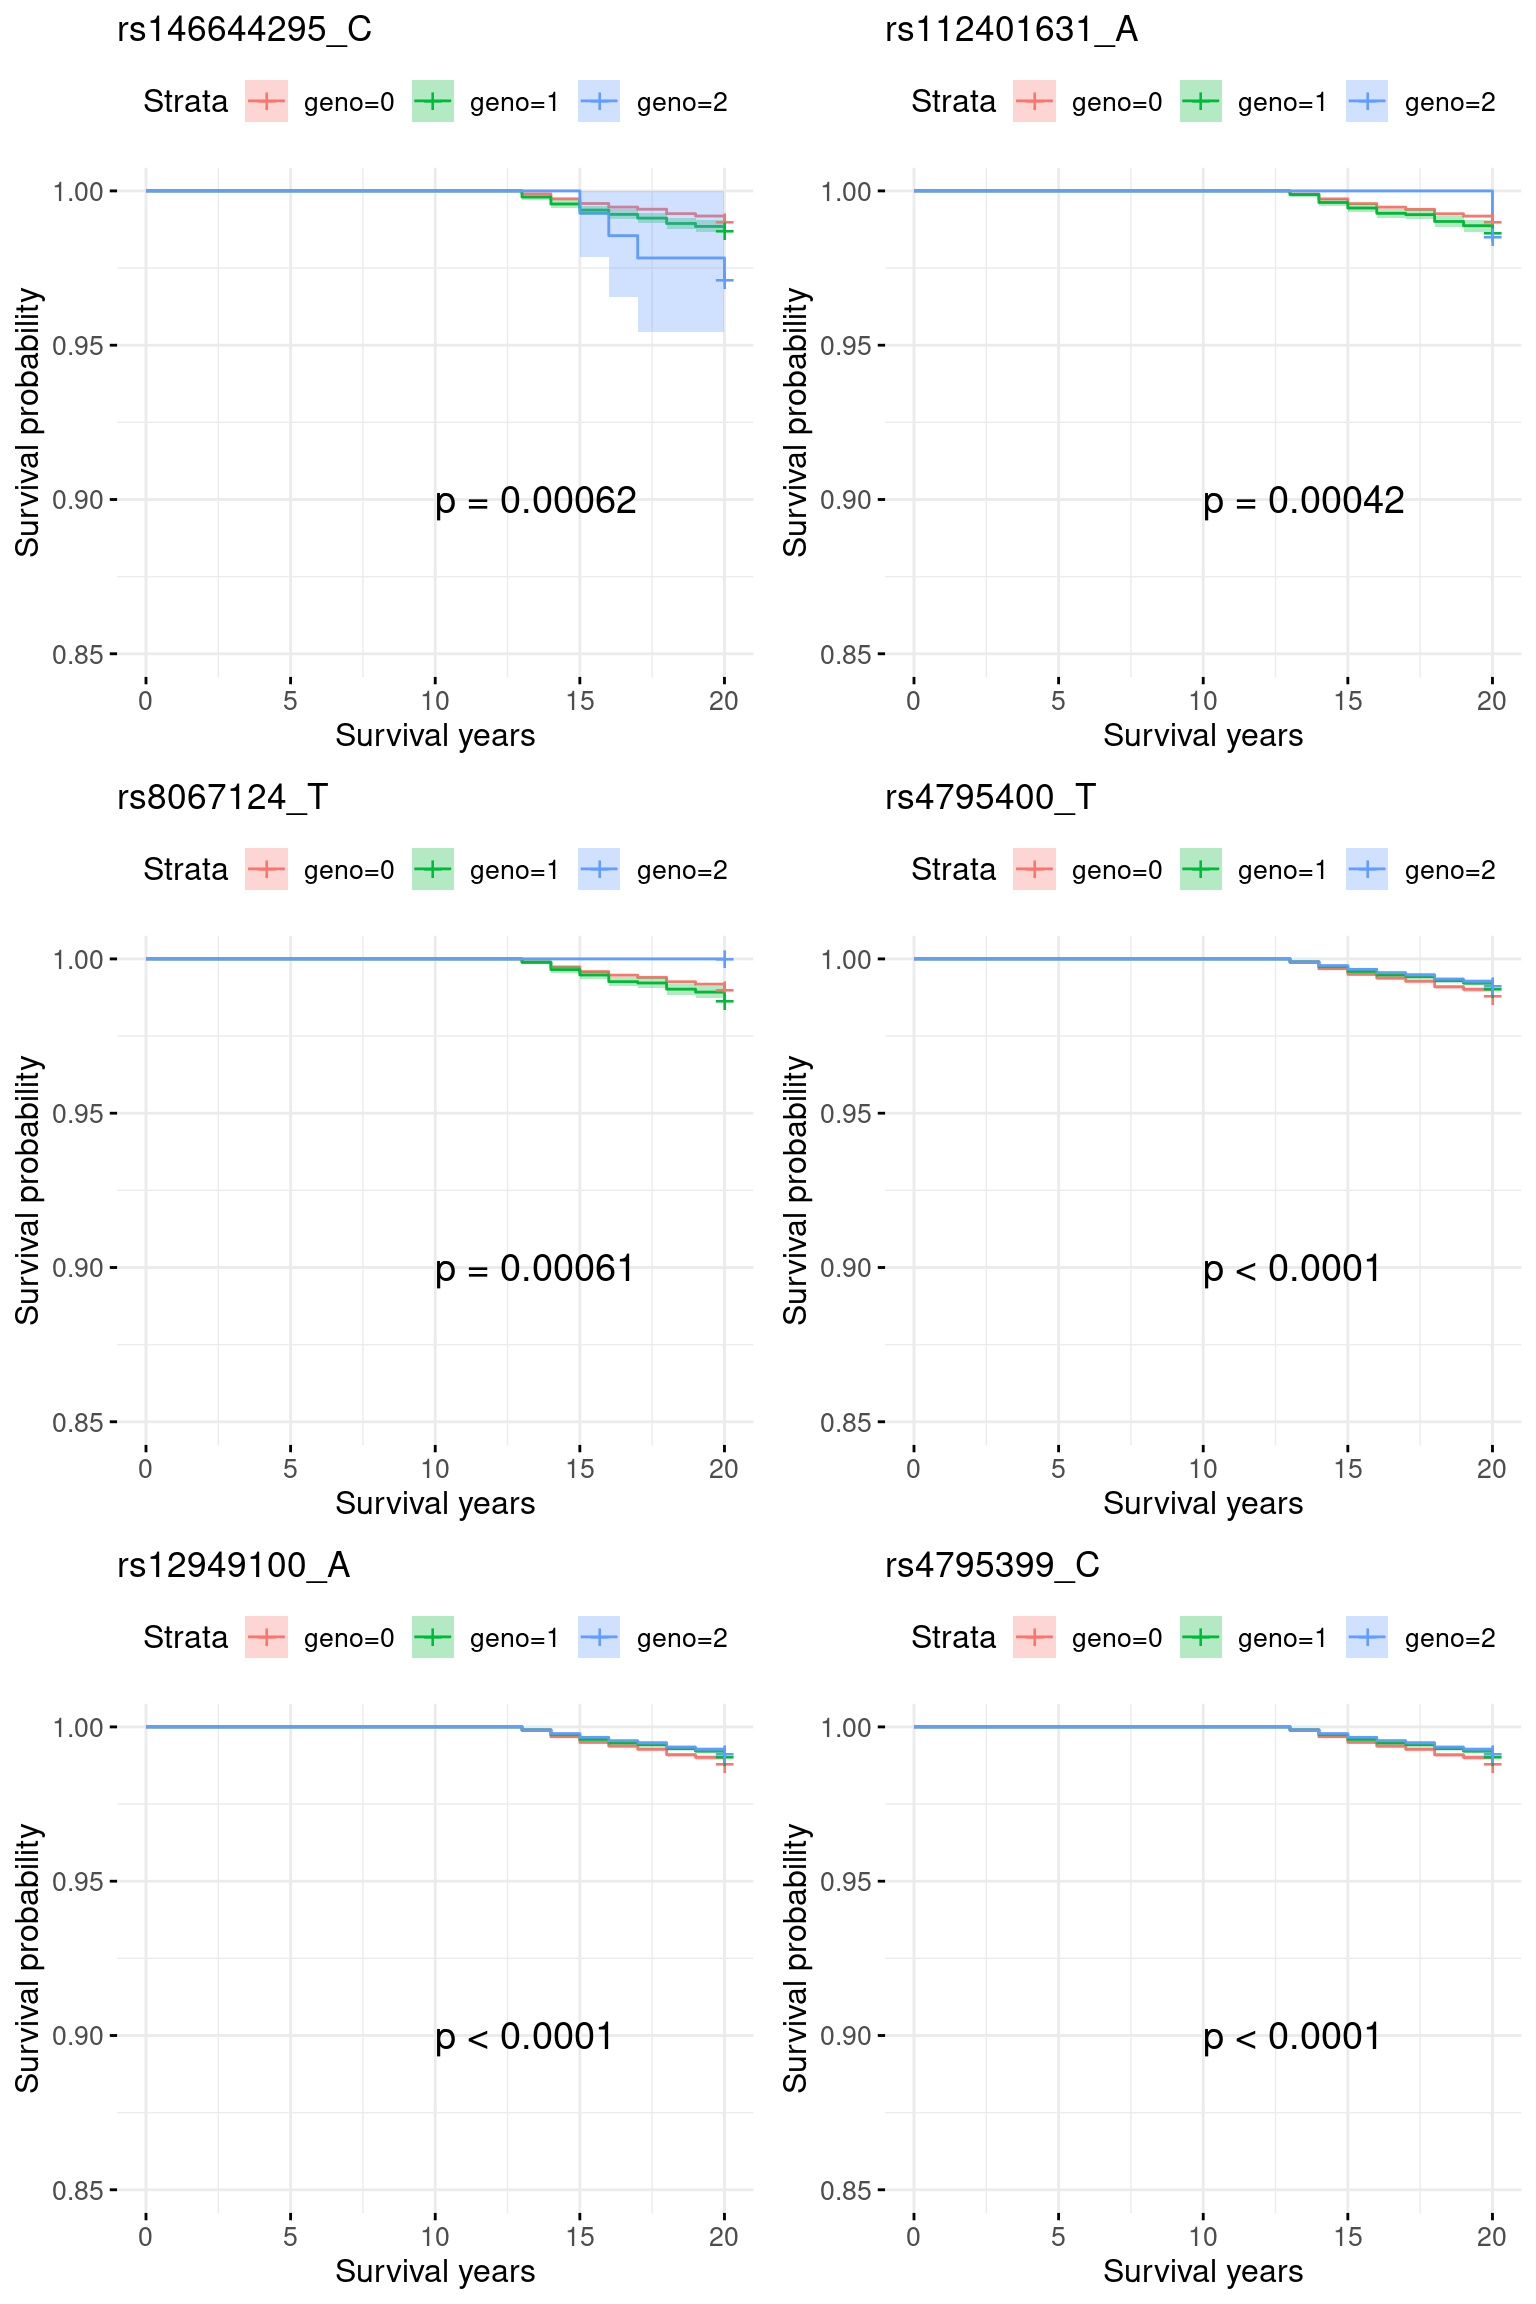 rs146644295_C
Strata geno=0 geno=1 geno=2
1.00
0.95
0.90
0.85
Survival probability
p = 0.00062
0 5 10 15 20
Survival years
rs112401631_A
Strata geno=0 geno=1 geno=2
1.00
0.95
0.90
0.85
Survival probability
p = 0.00042
0 5 10 15 20
Survival years
rs8067124_T
Strata geno=0 geno=1 geno=2
1.00
0.95
0.90
0.85
Survival probability
p = 0.00061
0 5 10 15 20
Survival years
rs4795400_T
Strata geno=0 geno=1 geno=2
1.00
0.95
0.90
0.85
Survival probability
p < 0.0001
0 5 10 15 20
Survival years
rs12949100_A
Strata geno=0 geno=1 geno=2
1.00
0.95
0.90
0.85
Survival probability
p < 0.0001
0 5 10 15 20
Survival years
rs4795399_C
Strata geno=0 geno=1 geno=2
1.00
0.95
0.90
0.85
Survival probability
p < 0.0001
0 5 10 15 20
Survival years